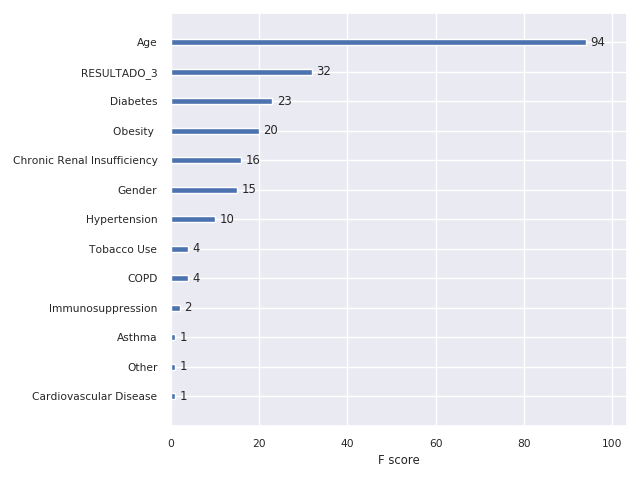 Age 94
RESULTADO_3 32
Diabetes 23
Obesity 20
Chronic Renal Insufficiency 16
Gender 15
Hypertension 10
Tobacco Use 4
COPD 4
Immunosuppression 2
Asthma 1
Other 1
Cardiovascular Disease 1
0 20 40 60 80 100
F score